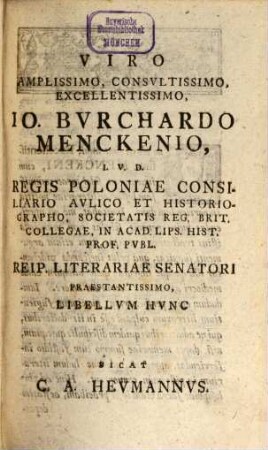 Bayerische
Staatsbibliothek
MÜNCHEN
VIRO
AMPLISSIMO, CONSVLTISSIMO,
EXCELLENTISSIMO,
IO. BVRCHARDO
MENCKENIO,
L. V. D.
REGIS POLONIAE CONSI-
LIARIO AVLICO ET HISTORIO-
GRAPHO, SOCIETATIS REG. BRIT.
COLLEGAE, IN ACAD. LIPS. HIST.
PROF. PVBL.
REIP. LITERARIAE SENATORI
PRAESTANTISSIMO,
LIBELLVM HVNC
DICAT
C. A. HEVMANNVS.